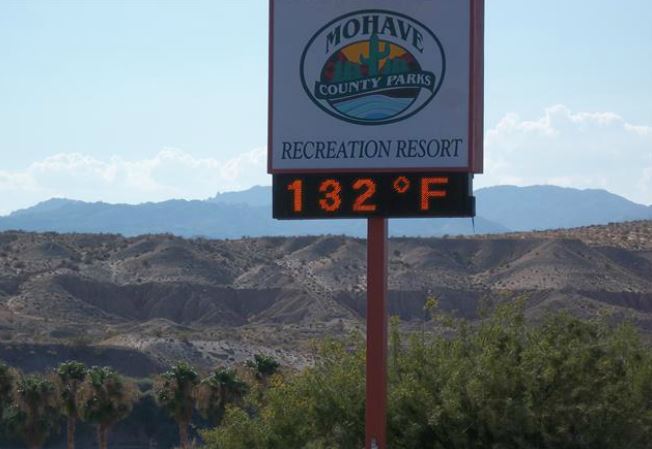 MOHAVE
COUNTY PARKS
RECREATION RESORT
132°F